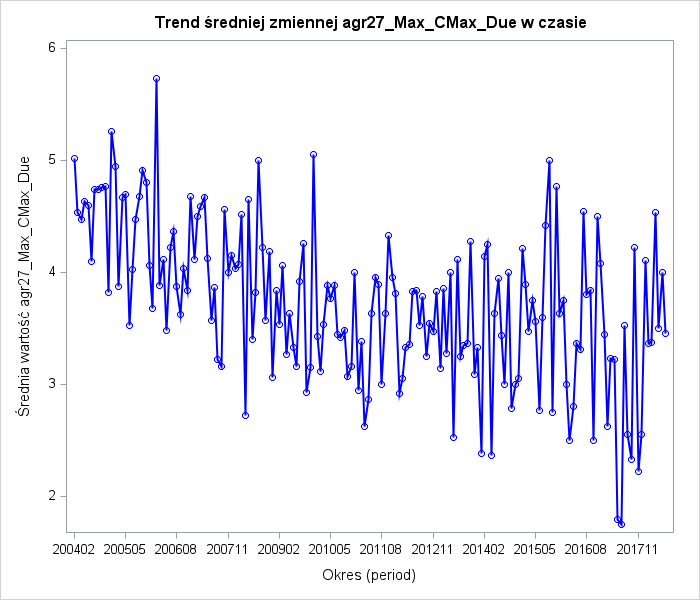 Trend średniej zmiennej agr27_Max_CMax_Due w czasie
6
5
4
3
2
Średnia wartość agr27_Max_CMax_Due
200402 200505 200608 200711 200902 201005 201108 201211 201402 201505 201608 201711
Okres (period)